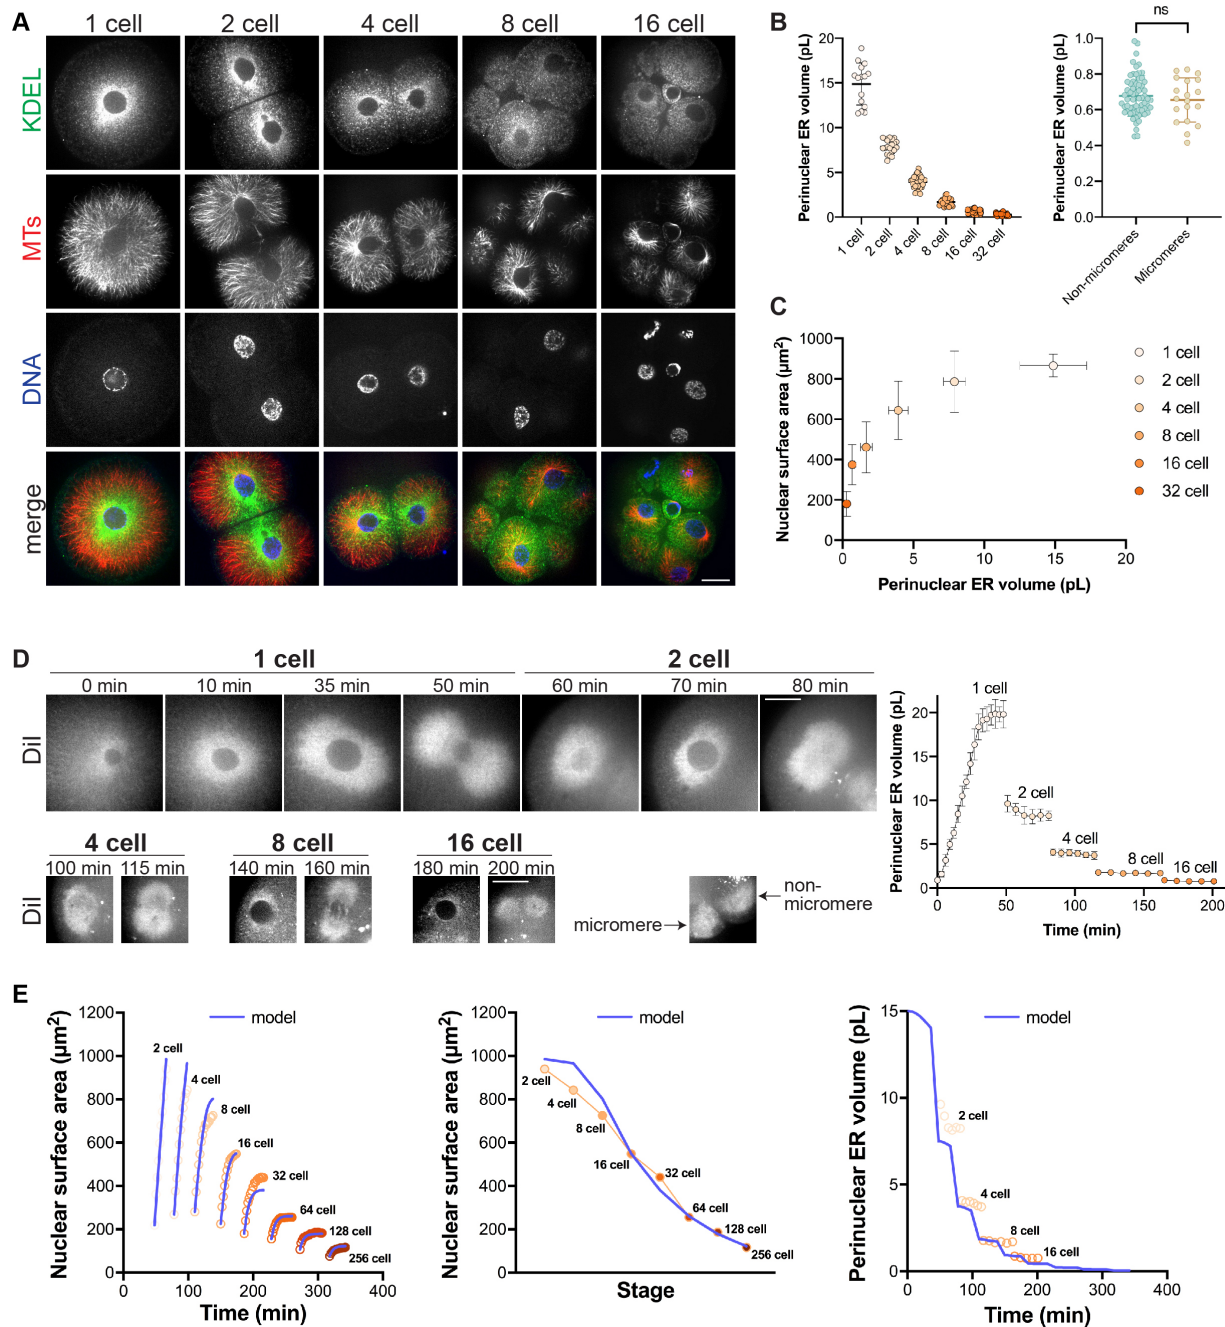 A
1 cell 2 cell 4 cell 8 cell 16 cell
KDEL
MTs
DNA
merge
B
Perinuclear ER volume (pL)
20
15
10
5
0
1 cell 2 cell 4 cell 8 cell 16 cell 32 cell
ns
Perinuclear ER volume (pL)
1.0
0.8
0.6
0.4
0.2
0.0
Non-micromeres Micromeres
C
Nuclear surface area (µm²)
1000
800
600
400
200
0
0 5 10 15 20
Perinuclear ER volume (pL)
1 cell
2 cell
4 cell
8 cell
16 cell
32 cell
D
1 cell 2 cell
0 min 10 min 35 min 50 min 60 min 70 min 80 min
DiI
4 cell 8 cell 16 cell
100 min 115 min 140 min 160 min 180 min 200 min
DiI
micromere
non-
micromere
Perinuclear ER volume (pL)
20
15
10
5
0
1 cell
2 cell
4 cell
8 cell
16 cell
0 50 100 150 200
Time (min)
E
Nuclear surface area (µm²)
1200
1000
800
600
400
200
0
model
2 cell
4 cell
8 cell
16 cell
32 cell
64 cell
128 cell
256 cell
0 100 200 300 400
Time (min)
Nuclear surface area (µm²)
1200
1000
800
600
400
200
0
model
2 cell
4 cell
8 cell
16 cell
32 cell
64 cell
128 cell
256 cell
Stage
Perinuclear ER volume (pL)
15
10
5
0
model
2 cell
4 cell
8 cell
16 cell
0 100 200 300 400
Time (min)